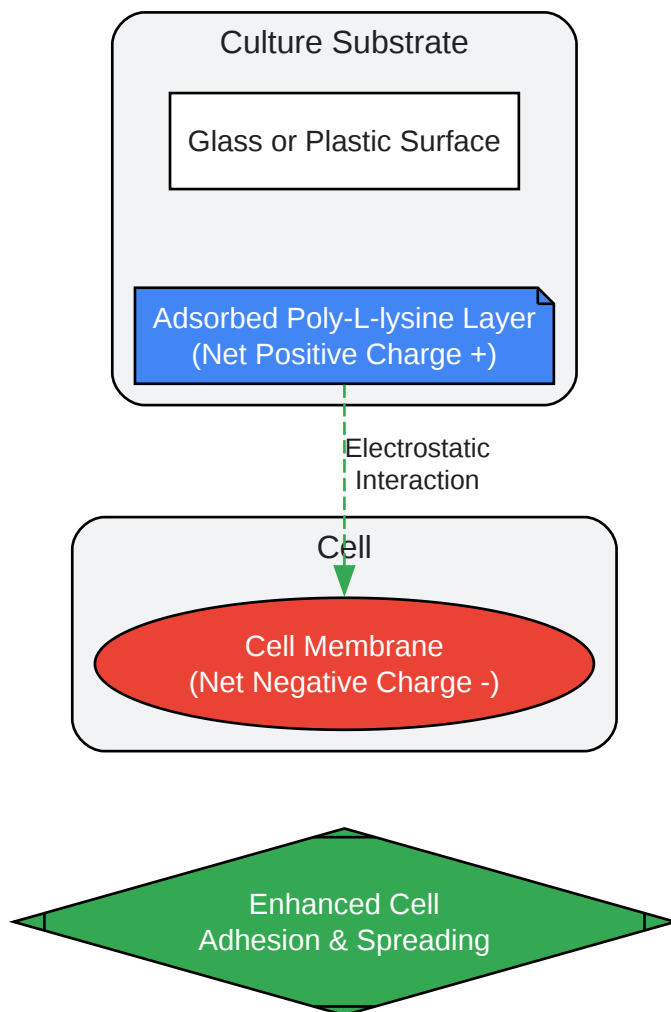 Culture Substrate
Glass or Plastic Surface
Adsorbed Poly-L-lysine Layer
(Net Positive Charge +)
Electrostatic
Interaction
Cell
Cell Membrane
(Net Negative Charge -)
Enhanced Cell
Adhesion & Spreading